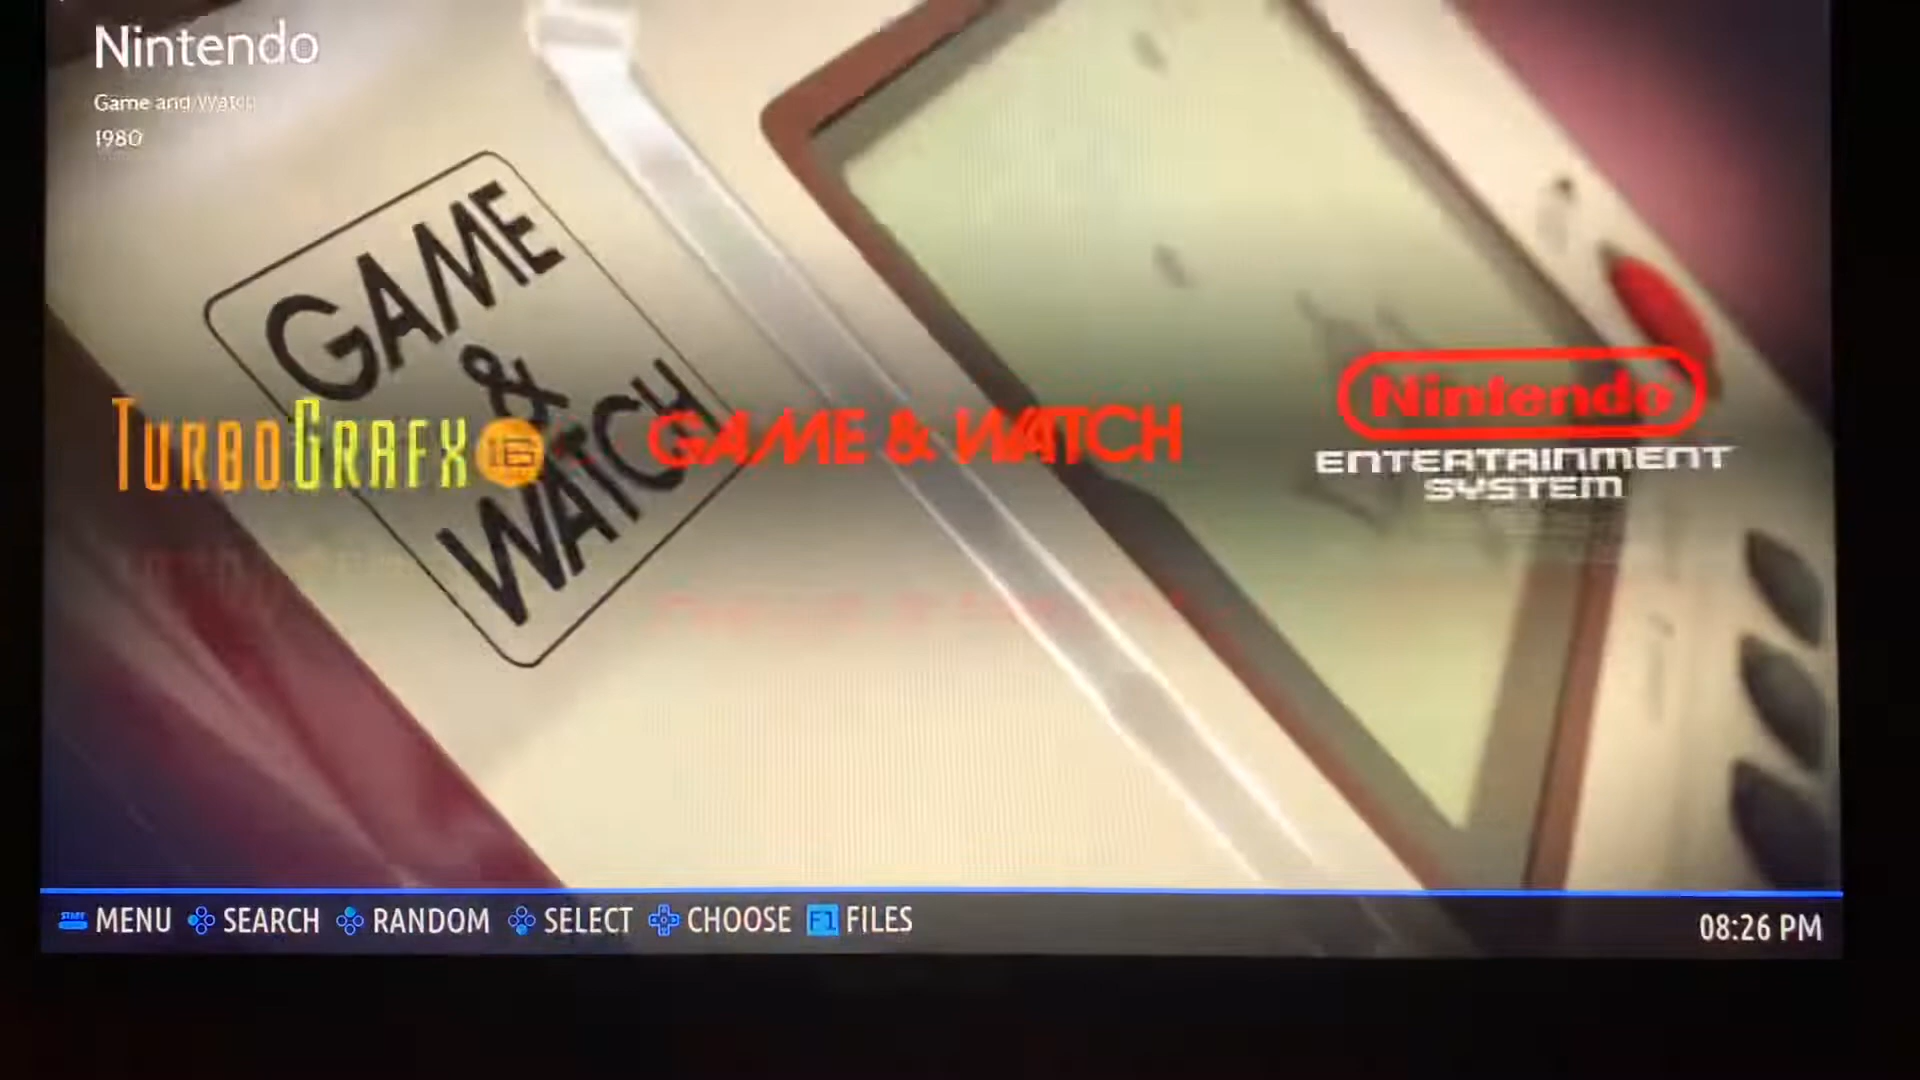 Nintendo
Game and Watch
1980
GAME
&
WATCH
TURBOGRAFX 16
GAME & WATCH
Nintendo
ENTERTAINMENT
SYSTEM
START MENU SEARCH RANDOM SELECT CHOOSE F1 FILES
08:26 PM